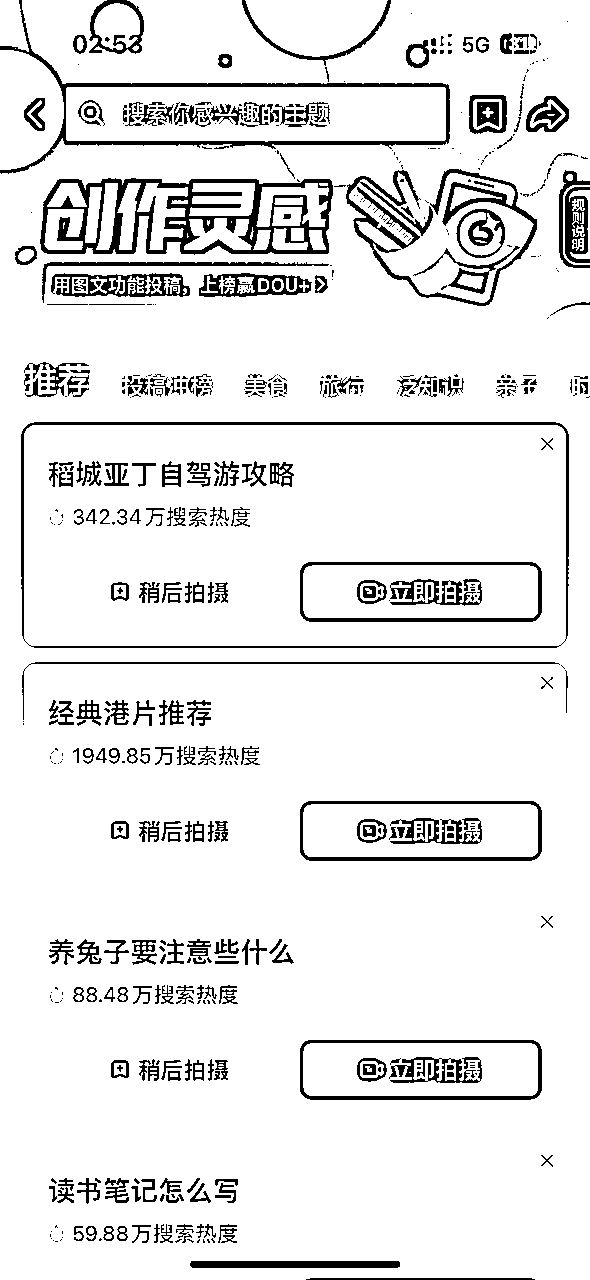 02:53
5G
搜索你感兴趣的主题
创作灵感
规则说明
用图文功能投稿，上榜赢DOU+
推荐 投稿冲榜 美食 旅行 泛知识 亲子 时
稻城亚丁自驾游攻略
342.34万搜索热度
稍后拍摄 立即拍摄
经典港片推荐
1949.85万搜索热度
稍后拍摄 立即拍摄
养兔子要注意些什么
88.48万搜索热度
稍后拍摄 立即拍摄
读书笔记怎么写
59.88万搜索热度